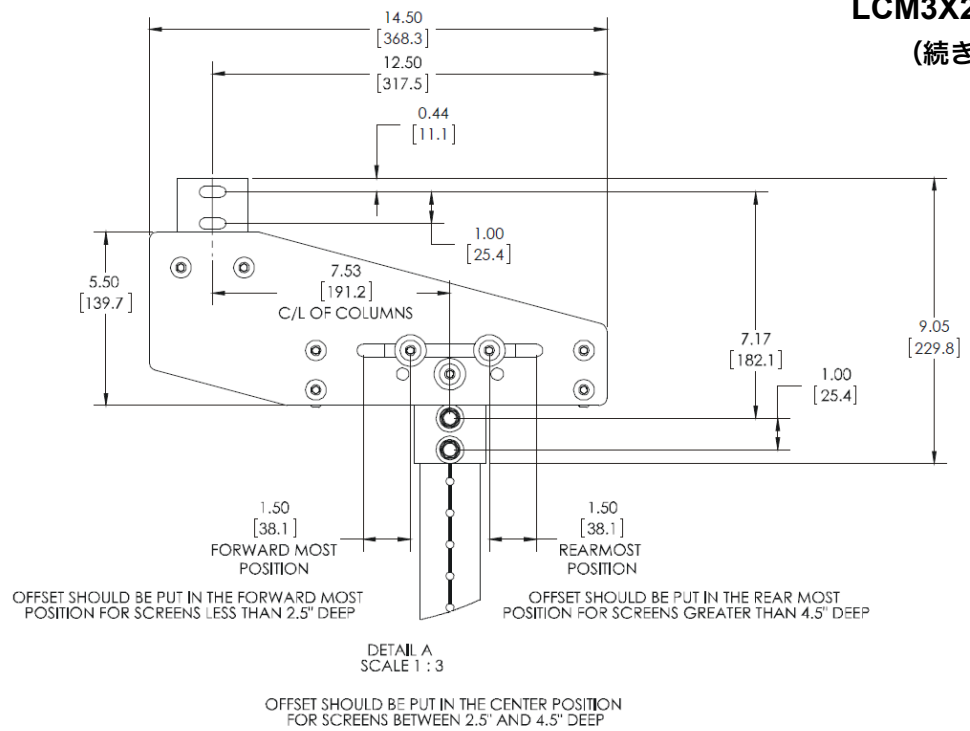 LCM3X2
(続き
14.50
[368.3]
12.50
[317.5]
0.44
[11.1]
1.00
[25.4]
5.50
[139.7]
7.53
[191.2]
C/L OF COLUMNS
7.17
[182.1]
9.05
[229.8]
1.00
[25.4]
1.50
[38.1]
FORWARD MOST
POSITION
1.50
[38.1]
REARMOST
POSITION
OFFSET SHOULD BE PUT IN THE FORWARD MOST
POSITION FOR SCREENS LESS THAN 2.5" DEEP
OFFSET SHOULD BE PUT IN THE REAR MOST
POSITION FOR SCREENS GREATER THAN 4.5" DEEP
DETAIL A
SCALE 1 : 3
OFFSET SHOULD BE PUT IN THE CENTER POSITION
FOR SCREENS BETWEEN 2.5" AND 4.5" DEEP